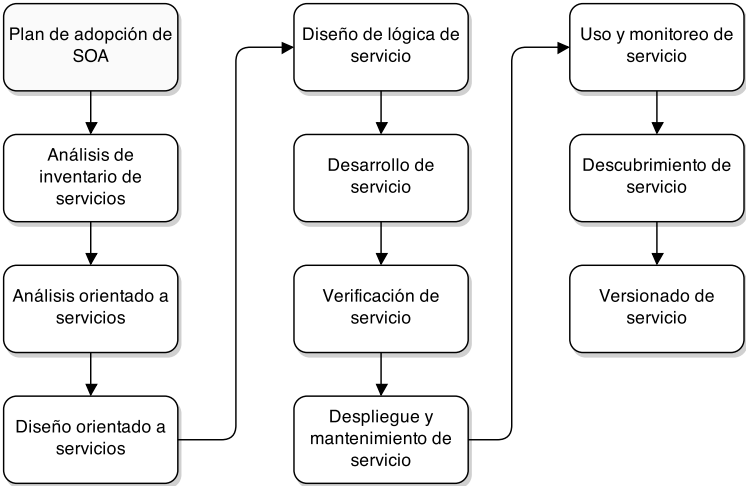 Plan de adopción de
SOA
Análisis de
inventario de
servicios
Análisis orientado a
servicios
Diseño orientado a
servicios
Diseño de lógica de
servicio
Desarrollo de
servicio
Verificación de
servicio
Despliegue y
mantenimiento de
servicio
Uso y monitoreo de
servicio
Descubrimiento de
servicio
Versionado de
servicio